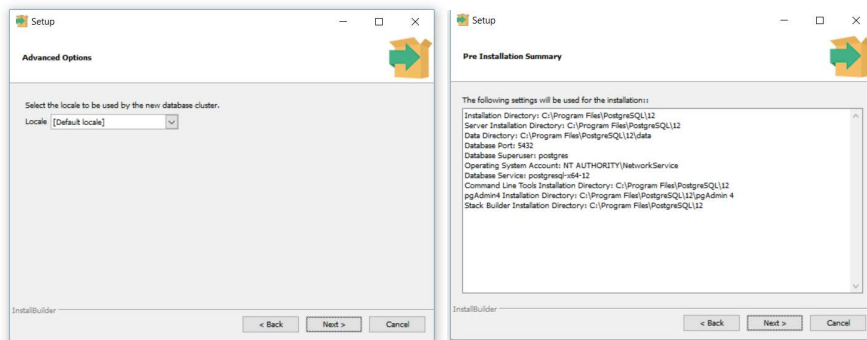 Setup
Advanced Options
Select the locale to be used by the new database cluster.
Locale [Default locale]
InstallBuilder
< Back Next > Cancel
Setup
Pre Installation Summary
The following settings will be used for the installation::
Installation Directory: C:\Program Files\PostgreSQL\12
Server Installation Directory: C:\Program Files\PostgreSQL\12
Data Directory: C:\Program Files\PostgreSQL\12\data
Database Port: 5432
Database Superuser: postgres
Operating System Account: NT AUTHORITY\NetworkService
Database Service: postgresql-x64-12
Command Line Tools Installation Directory: C:\Program Files\PostgreSQL\12
pgAdmin4 Installation Directory: C:\Program Files\PostgreSQL\12\pgAdmin 4
Stack Builder Installation Directory: C:\Program Files\PostgreSQL\12
InstallBuilder
< Back Next > Cancel